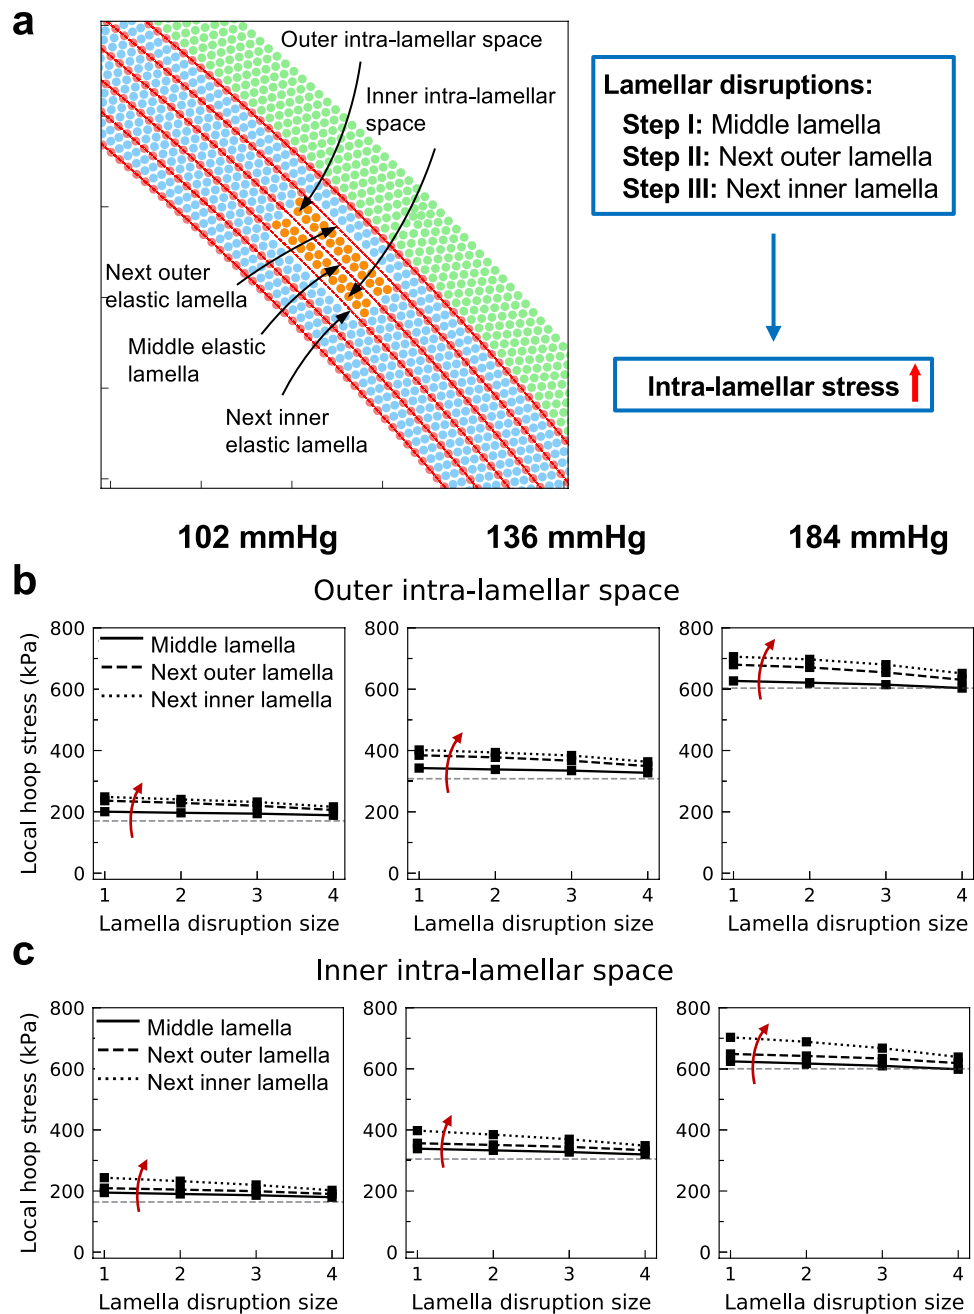 a
Outer intra-lamellar space
Inner intra-lamellar
space
Next outer
elastic lamella
Middle elastic
lamella
Next inner
elastic lamella
Lamellar disruptions:
Step I: Middle lamella
Step II: Next outer lamella
Step III: Next inner lamella
Intra-lamellar stress
102 mmHg
136 mmHg
184 mmHg
b
Outer intra-lamellar space
Local hoop stress (kPa)
800
600
400
200
0
Middle lamella
Next outer lamella
Next inner lamella
1 2 3 4
Lamella disruption size
800
600
400
200
0
1 2 3 4
Lamella disruption size
800
600
400
200
0
1 2 3 4
Lamella disruption size
c
Inner intra-lamellar space
Local hoop stress (kPa)
800
600
400
200
0
Middle lamella
Next outer lamella
Next inner lamella
1 2 3 4
Lamella disruption size
800
600
400
200
0
1 2 3 4
Lamella disruption size
800
600
400
200
0
1 2 3 4
Lamella disruption size